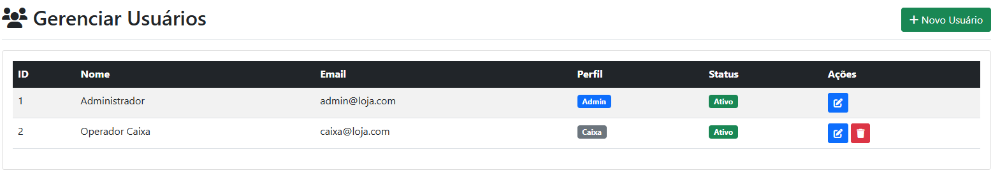 Gerenciar Usuários
Novo Usuário
ID Nome Email Perfil Status Ações
1 Administrador admin@loja.com Admin Ativo
2 Operador Caixa caixa@loja.com Caixa Ativo